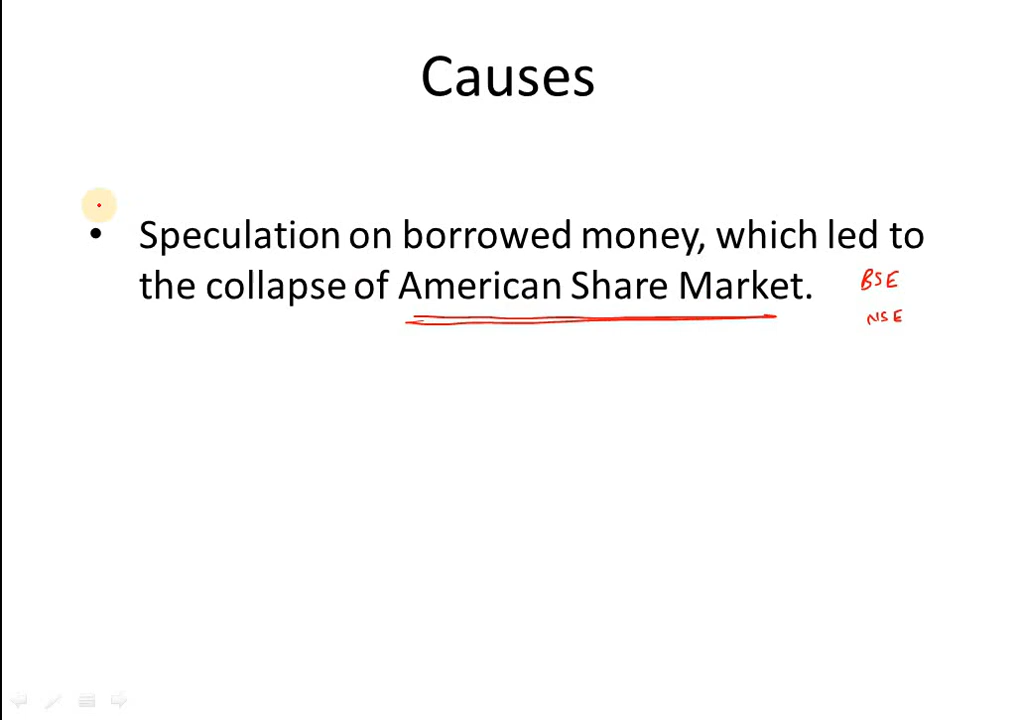 Causes
• Speculation on borrowed money, which led to
the collapse of American Share Market.
BSE
NSE